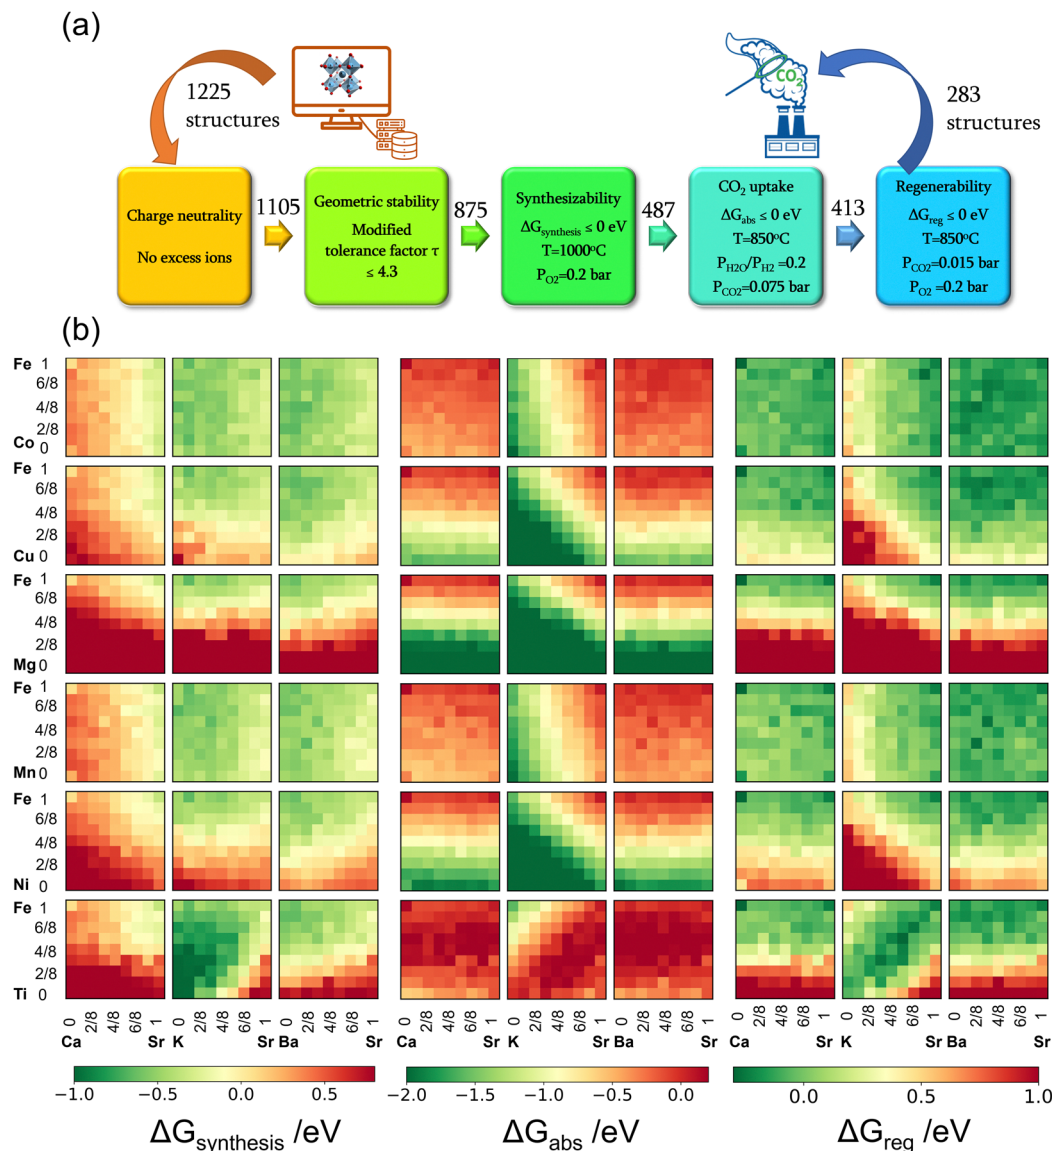 (a)
1225
structures
CO2
283
structures
Charge neutrality
No excess ions
1105
Geometric stability
Modified
tolerance factor τ
≤ 4.3
875
Synthesizability
ΔGsynthesis ≤ 0 eV
T=1000ºC
PO2=0.2 bar
487
CO2 uptake
ΔGabs ≤ 0 eV
T=850ºC
PH2O/PH2 =0.2
PCO2=0.075 bar
413
Regenerability
ΔGreg ≤ 0 eV
T=850ºC
PCO2=0.015 bar
PO2 =0.2 bar
(b)
Fe 1
6/8
4/8
2/8
Co 0
Fe 1
6/8
4/8
2/8
Cu 0
Fe 1
6/8
4/8
2/8
Mg 0
Fe 1
6/8
4/8
2/8
Mn 0
Fe 1
6/8
4/8
2/8
Ni 0
Fe 1
6/8
4/8
2/8
Ti 0
0 2/8 4/8 6/8 1 0 2/8 4/8 6/8 1 0 2/8 4/8 6/8 1 0 2/8 4/8 6/8 1 0 2/8 4/8 6/8 1 0 2/8 4/8 6/8 1 0 2/8 4/8 6/8 1 0 2/8 4/8 6/8 1 0 2/8 4/8 6/8 1
Ca Sr K Sr Ba Sr Ca Sr K Sr Ba Sr Ca Sr K Sr Ba Sr
−1.0 −0.5 0.0 0.5 −2.0 −1.5 −1.0 −0.5 0.0 0.0 0.5 1.0
ΔGsynthesis /eV ΔGabs /eV ΔGreg /eV